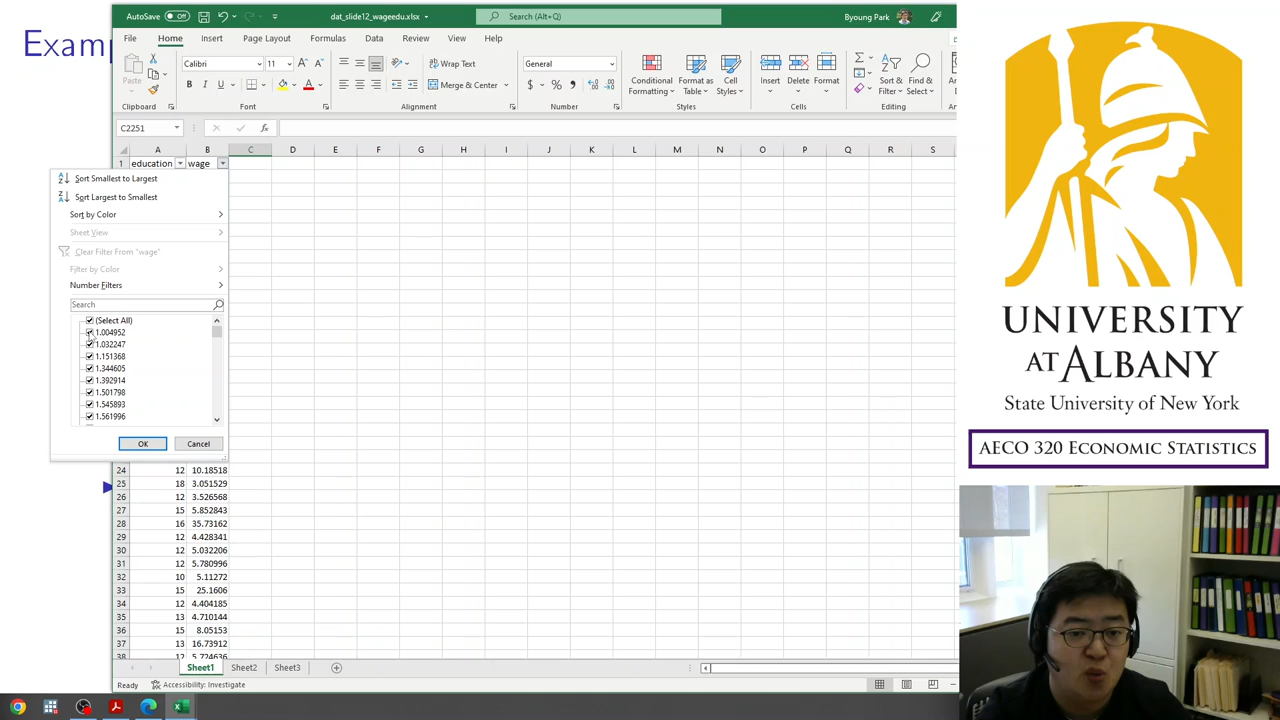 Examp
AutoSave Off
dat_slide12_wageedu.xlsx
Search (Alt+Q)
Byoung Park
File Home Insert Page Layout Formulas Data Review View Help
Paste
Calibri 11
Wrap Text
Merge & Center
General
Conditional Formatting
Format as Table
Cell Styles
Insert Delete Format
Sort & Filter
Find & Select
Clipboard Font Alignment Number Styles Cells Editing
C2251 fx
A B C D E F G H I J K L M N O P Q R S
1 education wage
Sort Smallest to Largest
Sort Largest to Smallest
Sort by Color
Sheet View
Clear Filter From "wage"
Filter by Color
Number Filters
Search
(Select All)
1.004952
1.032247
1.151368
1.344605
1.392914
1.501798
1.545893
1.561996
OK Cancel
24 12 10.18518
25 18 3.051529
26 12 3.526568
27 15 5.852843
28 16 35.73162
29 12 4.428341
30 12 5.032206
31 12 5.780996
32 10 5.11272
33 15 25.1606
34 12 4.404185
35 13 4.710144
36 15 8.05153
37 13 16.73912
38 12 5.724636
Sheet1 Sheet2 Sheet3
Ready Accessibility: Investigate
UNIVERSITY
AT ALBANY
State University of New York
AECO 320 Economic Statistics